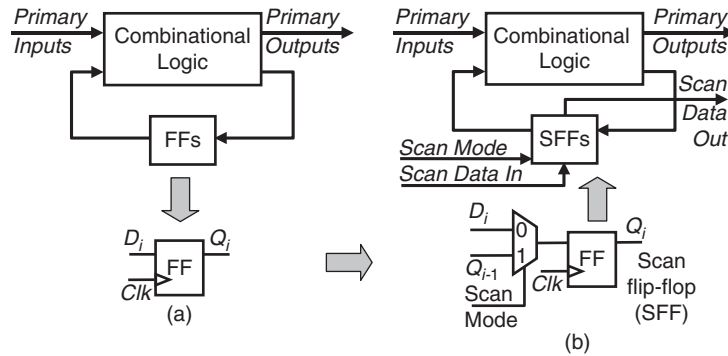 Primary
Inputs
Combinational
Logic
Primary
Outputs
FFs
D_i
Q_i
FF
Clk
(a)
Primary
Inputs
Combinational
Logic
Primary
Outputs
Scan
Data
Out
SFFs
Scan Mode
Scan Data In
D_i
0
1
Q_{i-1}
Scan
Mode
FF
Clk
Q_i
Scan
flip-flop
(SFF)
(b)